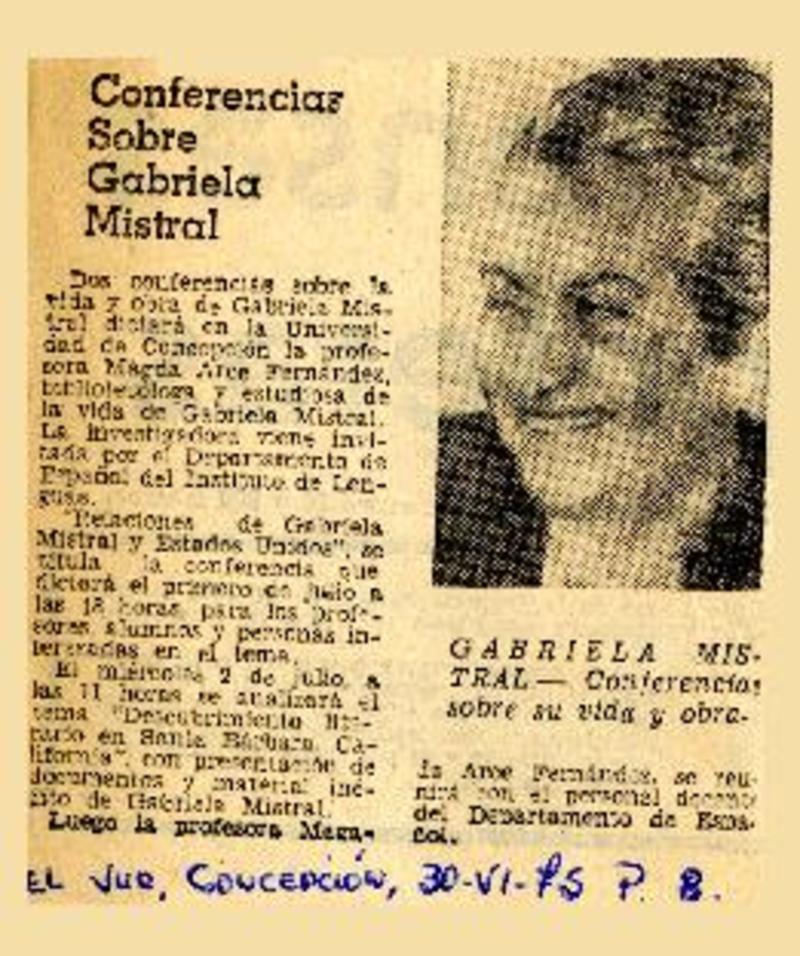 Conferencias
Sobre
Gabriela
Mistral
Dos conferencias sobre la
vida y obra de Gabriela Mis-
tral dictará en la Universi-
dad de Concepción la profe-
sora Magda Arce Fernández,
bibliotecóloga y estudiosa de
la vida de Gabriela Mistral.
La investigadora viene invi-
tada por el Departamento de
Español del Instituto de Len-
guas.
"Relaciones de Gabriela
Mistral y Estados Unidos", se
titula la conferencia que
dictará el primero de julio a
las 18 horas, para los profe-
sores alumnos y personas in-
teresadas en el tema.
El miércoles 2 de julio, a
las 11 horas se analizará el
tema "Descubrimiento lite-
rario en Santa Bárbara, Ca-
lifornia", con presentación de
documentos y material iné-
dito de Gabriela Mistral.
Luego la profesora Mag-
da Arce Fernández, se reu-
nirá con el personal docente
del Departamento de Espa-
ñol.
GABRIELA MIS-
TRAL — Conferencias
sobre su vida y obra.
EL SUR, CONCEPCIÓN, 30-VI- P. 8.